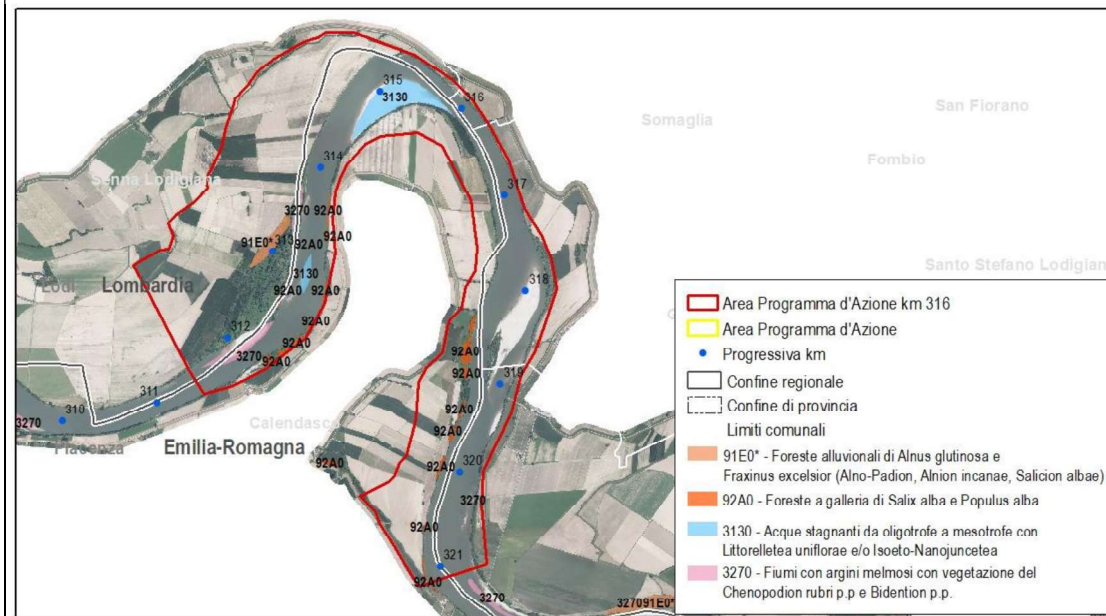 315
3130
316
Somaglia
San Fiorano
Fombio
314
Senna Lodigiana
317
3270 92A0
91E0* 313 92A0 92A0
3130
92A0 92A0
318
Santo Stefano Lodigian
Lodi Lombardia
92A0
312
3270 92A0
92A0
92A0
92A0
319
311
310
3270
Calendasco
92A0
Piacenza
Emilia-Romagna
92A0
92A0
320
3270
92A0
321
92A0
3270
327091E0*
Area Programma d'Azione km 316
Area Programma d'Azione
Progressiva km
Confine regionale
Confine di provincia
Limiti comunali
91E0* - Foreste alluvionali di Alnus glutinosa e
Fraxinus excelsior (Alno-Padion, Alnion incanae, Salicion albae)
92A0 - Foreste a galleria di Salix alba e Populus alba
3130 - Acque stagnanti da oligotrofe a mesotrofe con
Littorelletea uniflorae e/o Isoeto-Nanojuncetea
3270 - Fiumi con argini melmosi con vegetazione del
Chenopodion rubri p.p e Bidention p.p.